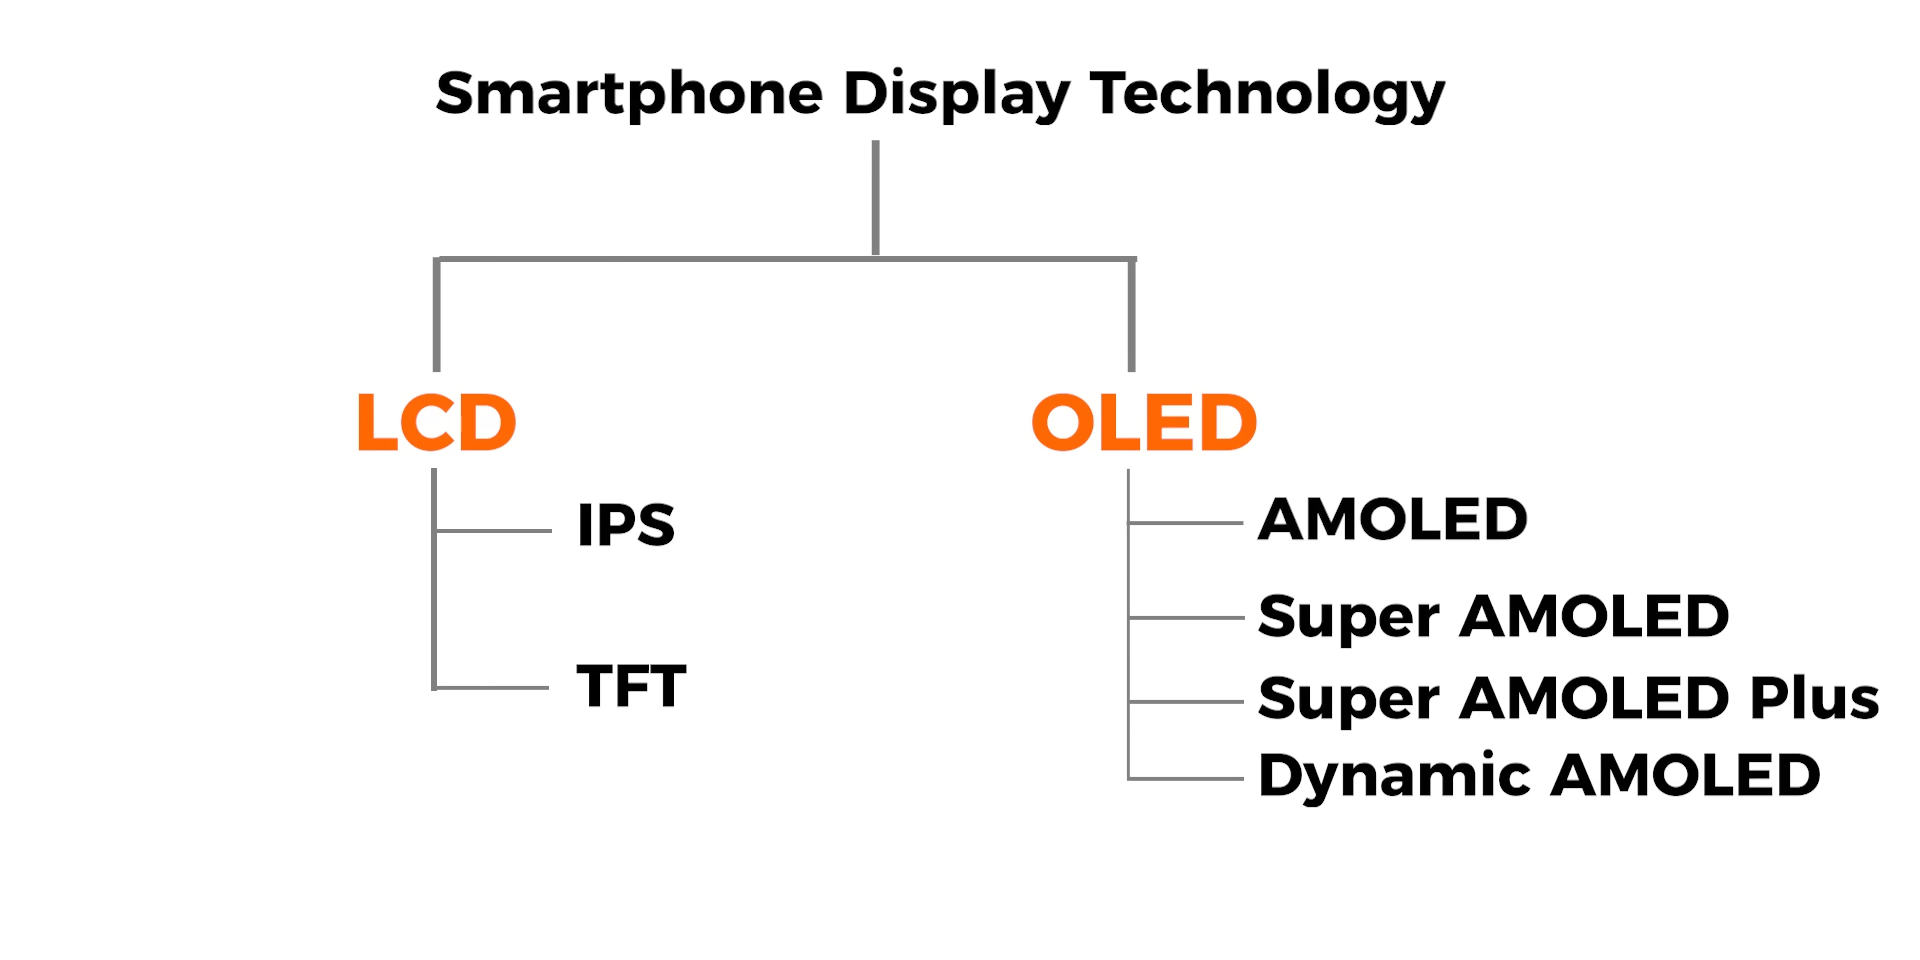 Smartphone Display Technology
LCD
IPS
TFT
OLED
AMOLED
Super AMOLED
Super AMOLED Plus
Dynamic AMOLED